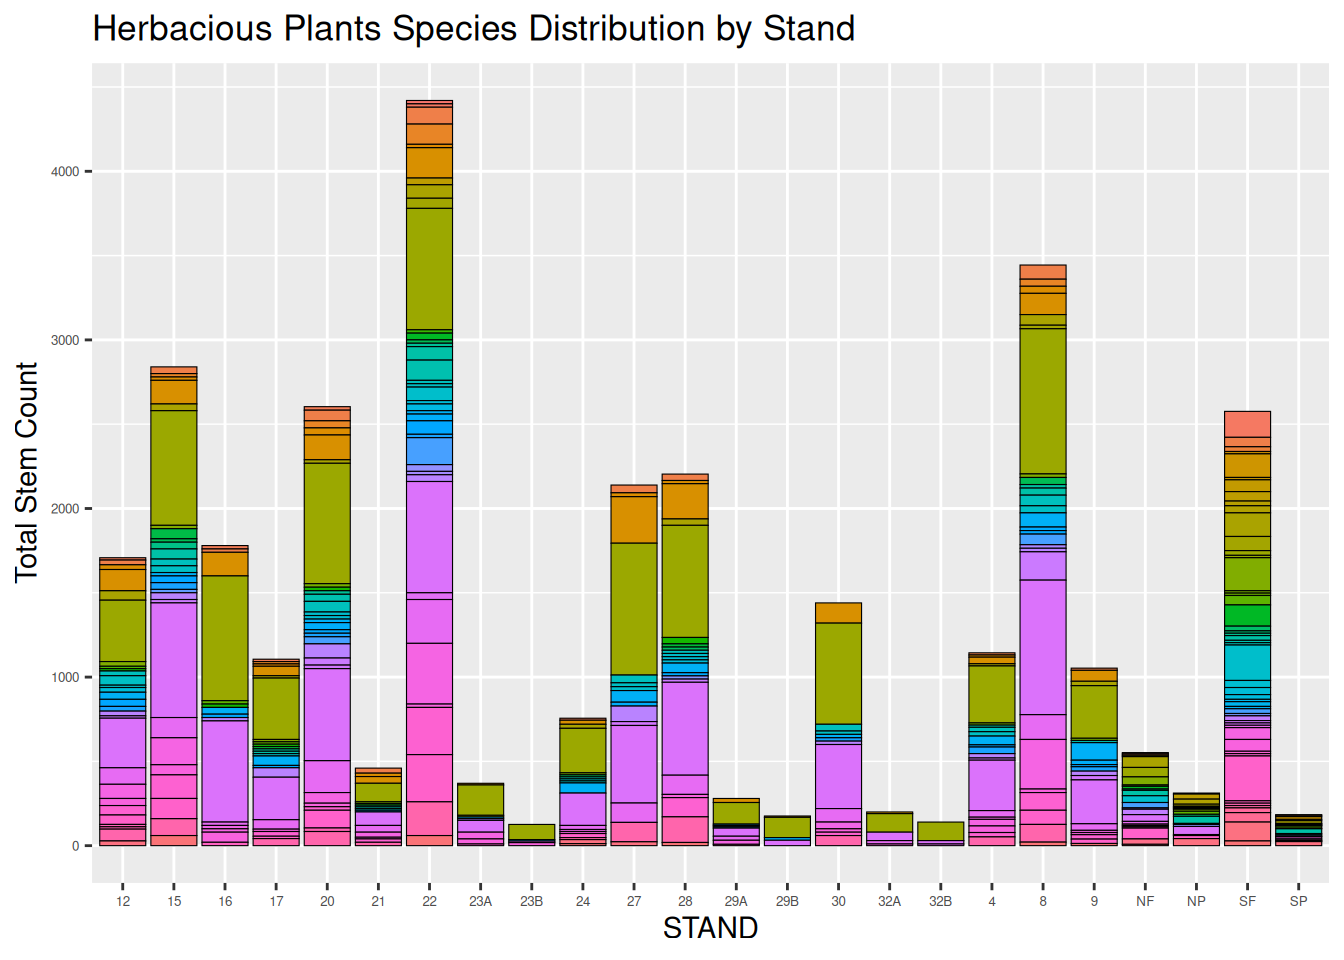 Herbacious Plants Species Distribution by Stand
Total Stem Count
4000
3000
2000
1000
0
12 15 16 17 20 21 22 23A 23B 24 27 28 29A 29B 30 32A 32B 4 8 9 NF NP SF SP
STAND